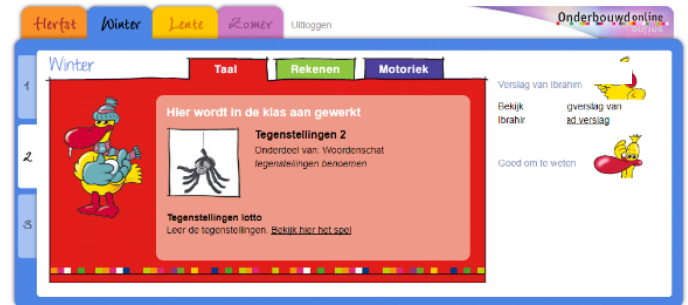 Herfst
Winter
Lente
Zomer
Uitloggen
Onderbouwdonline
1
2
3
Winter
Taal
Rekenen
Motoriek
Hier wordt in de klas aan gewerkt
Tegenstellingen 2
Onderdeel van: Woordenschat
tegenstellingen benoemen
Tegenstellingen lotto
Leer de tegenstellingen. Bekijk hier het spel
Verslag van Ibrahim
Bekijk gverslag van
Ibrahir ad verslag
Goed om te weten